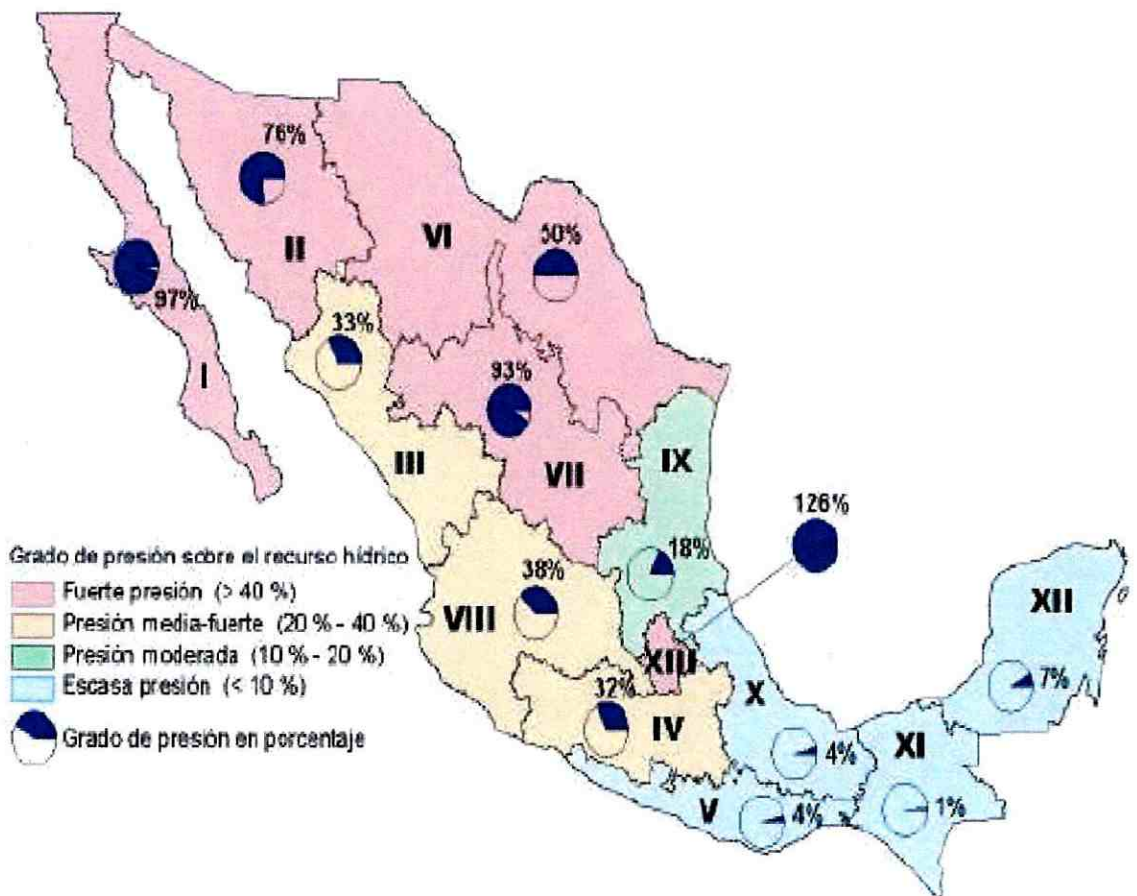 76%
II
VI
50%
97%
I
33%
93%
III
VII
IX
126%
18%
38%
VIII
XIII
32%
IV
X
XII
7%
4%
XI
V
4%
1%
Grado de presión sobre el recurso hídrico
Fuerte presión (> 40 %)
Presión media-fuerte (20 % - 40 %)
Presión moderada (10 % - 20 %)
Escasa presión (< 10 %)
Grado de presión en porcentaje